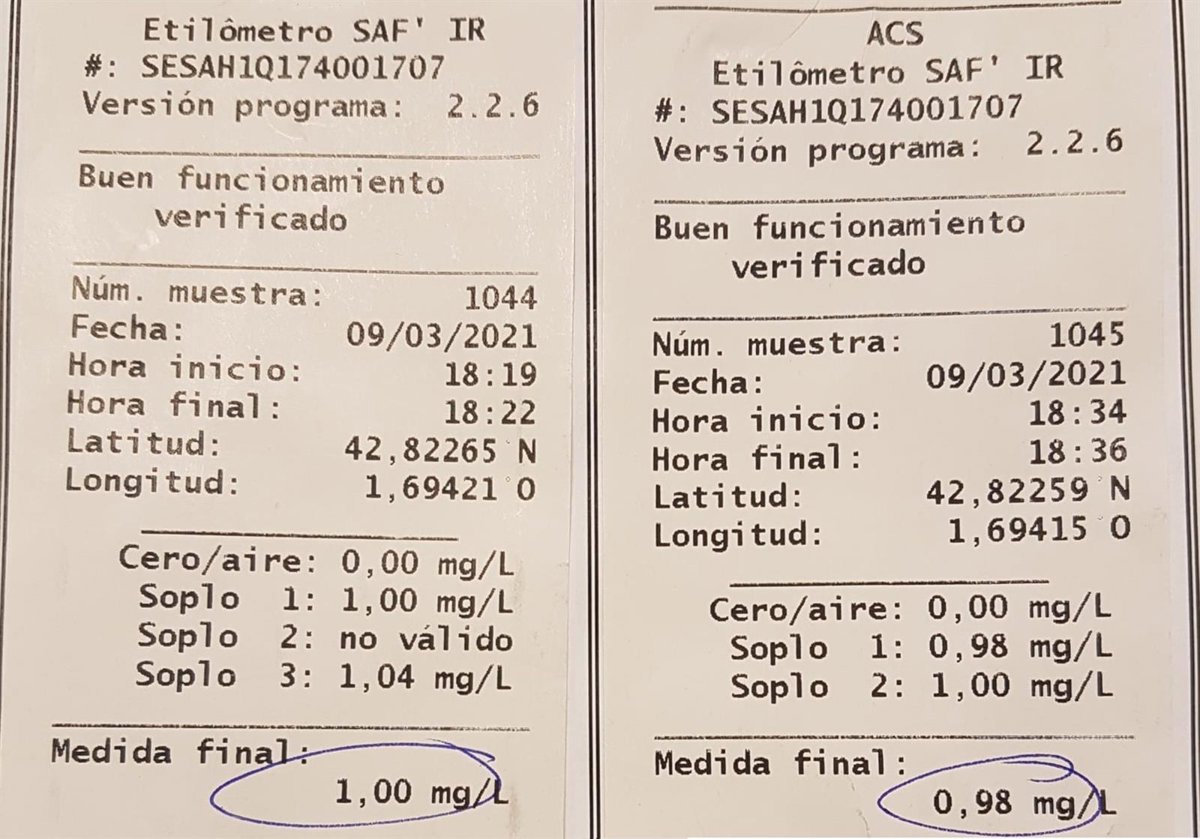 Etilômetro SAF' IR
#: SESAH1Q174001707
Versión programa: 2.2.6
Buen funcionamiento
verificado
Núm. muestra: 1044
Fecha: 09/03/2021
Hora inicio: 18:19
Hora final: 18:22
Latitud: 42,82265 N
Longitud: 1,69421 O
Cero/aire: 0,00 mg/L
Soplo 1: 1,00 mg/L
Soplo 2: no válido
Soplo 3: 1,04 mg/L
Medida final:
1,00 mg/L
ACS
Etilômetro SAF' IR
#: SESAH1Q174001707
Versión programa: 2.2.6
Buen funcionamiento
verificado
Núm. muestra: 1045
Fecha: 09/03/2021
Hora inicio: 18:34
Hora final: 18:36
Latitud: 42,82259 N
Longitud: 1,69415 O
Cero/aire: 0,00 mg/L
Soplo 1: 0,98 mg/L
Soplo 2: 1,00 mg/L
Medida final:
0,98 mg/L